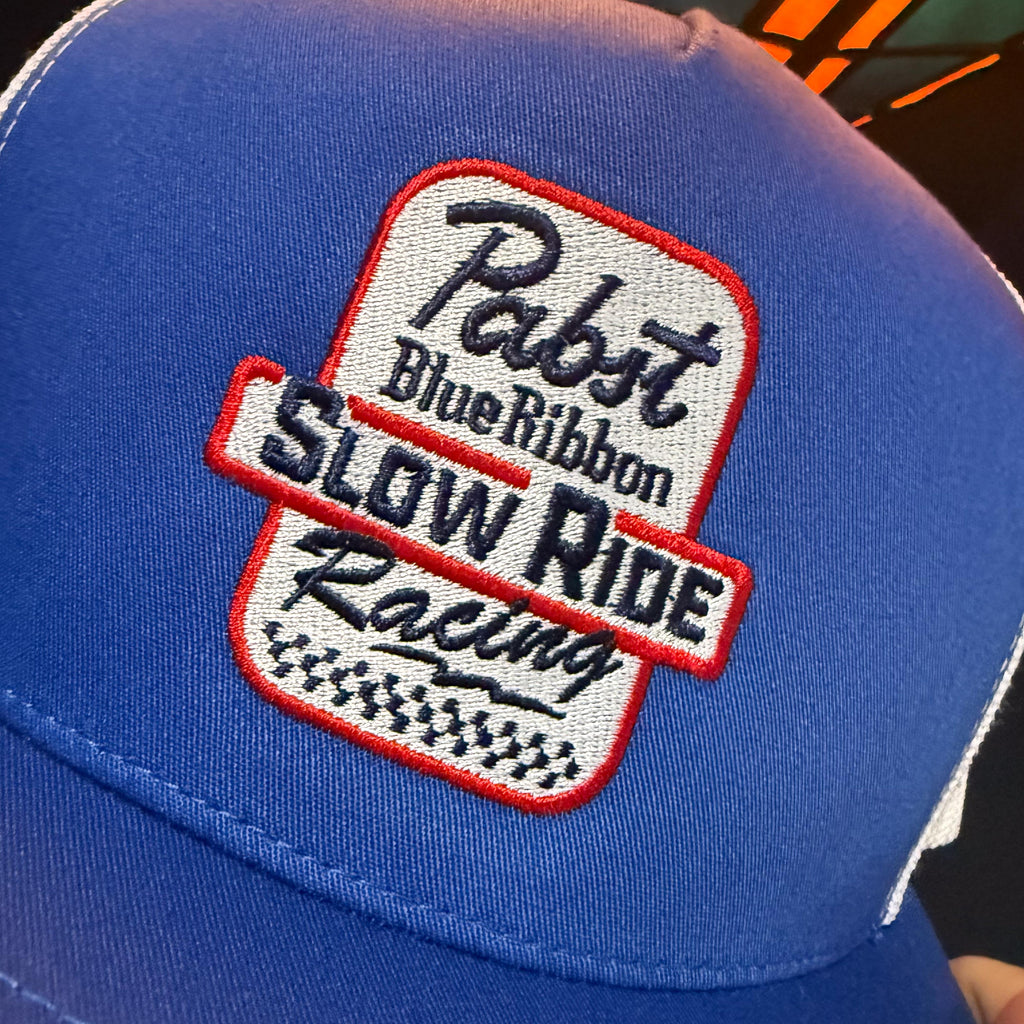 Pabst
Blue Ribbon
SLOW RIDE
Racing